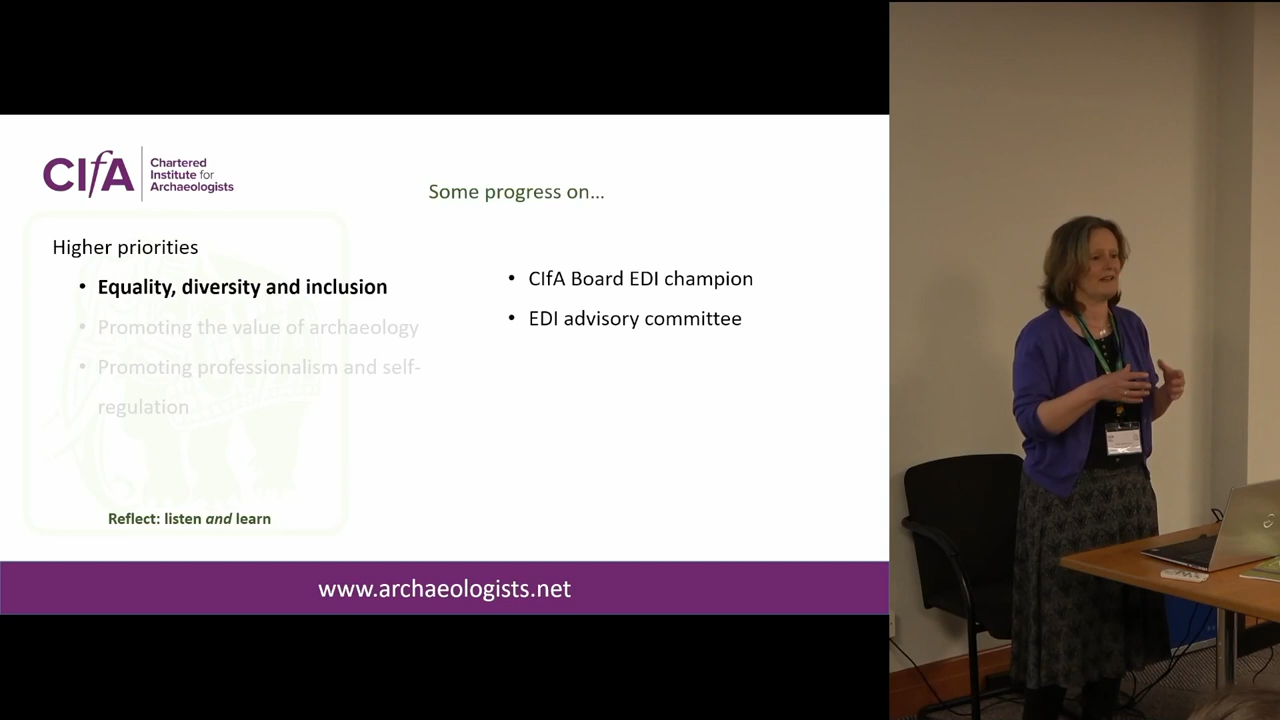 CIfA
Chartered
Institute for
Archaeologists
Some progress on...
Higher priorities
• Equality, diversity and inclusion
• Promoting the value of archaeology
• Promoting professionalism and self-
regulation
• CIfA Board EDI champion
• EDI advisory committee
Reflect: listen and learn
www.archaeologists.net